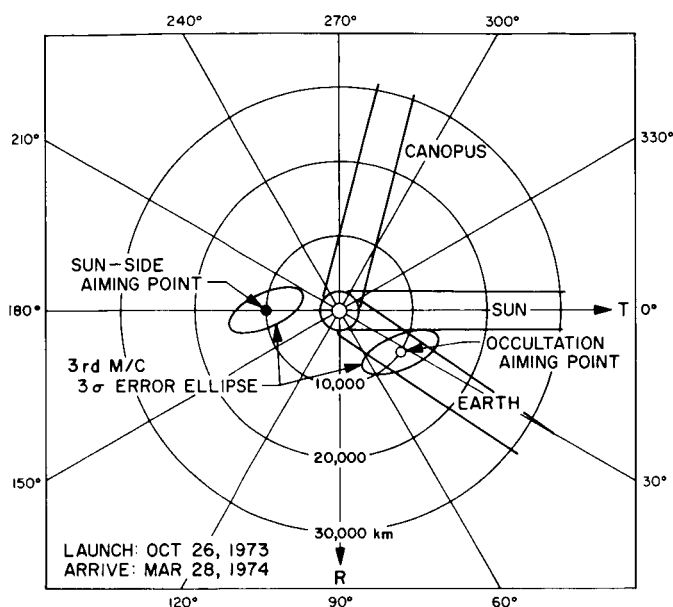 240°
270°
300°
210°
330°
CANOPUS
SUN-SIDE
AIMING POINT
180°
SUN
T
0°
OCCULTATION
AIMING POINT
3rd M/C
3σ ERROR ELLIPSE
10,000
EARTH
20,000
150°
30°
30,000 km
LAUNCH: OCT 26, 1973
ARRIVE: MAR 28, 1974
R
120°
90°
60°